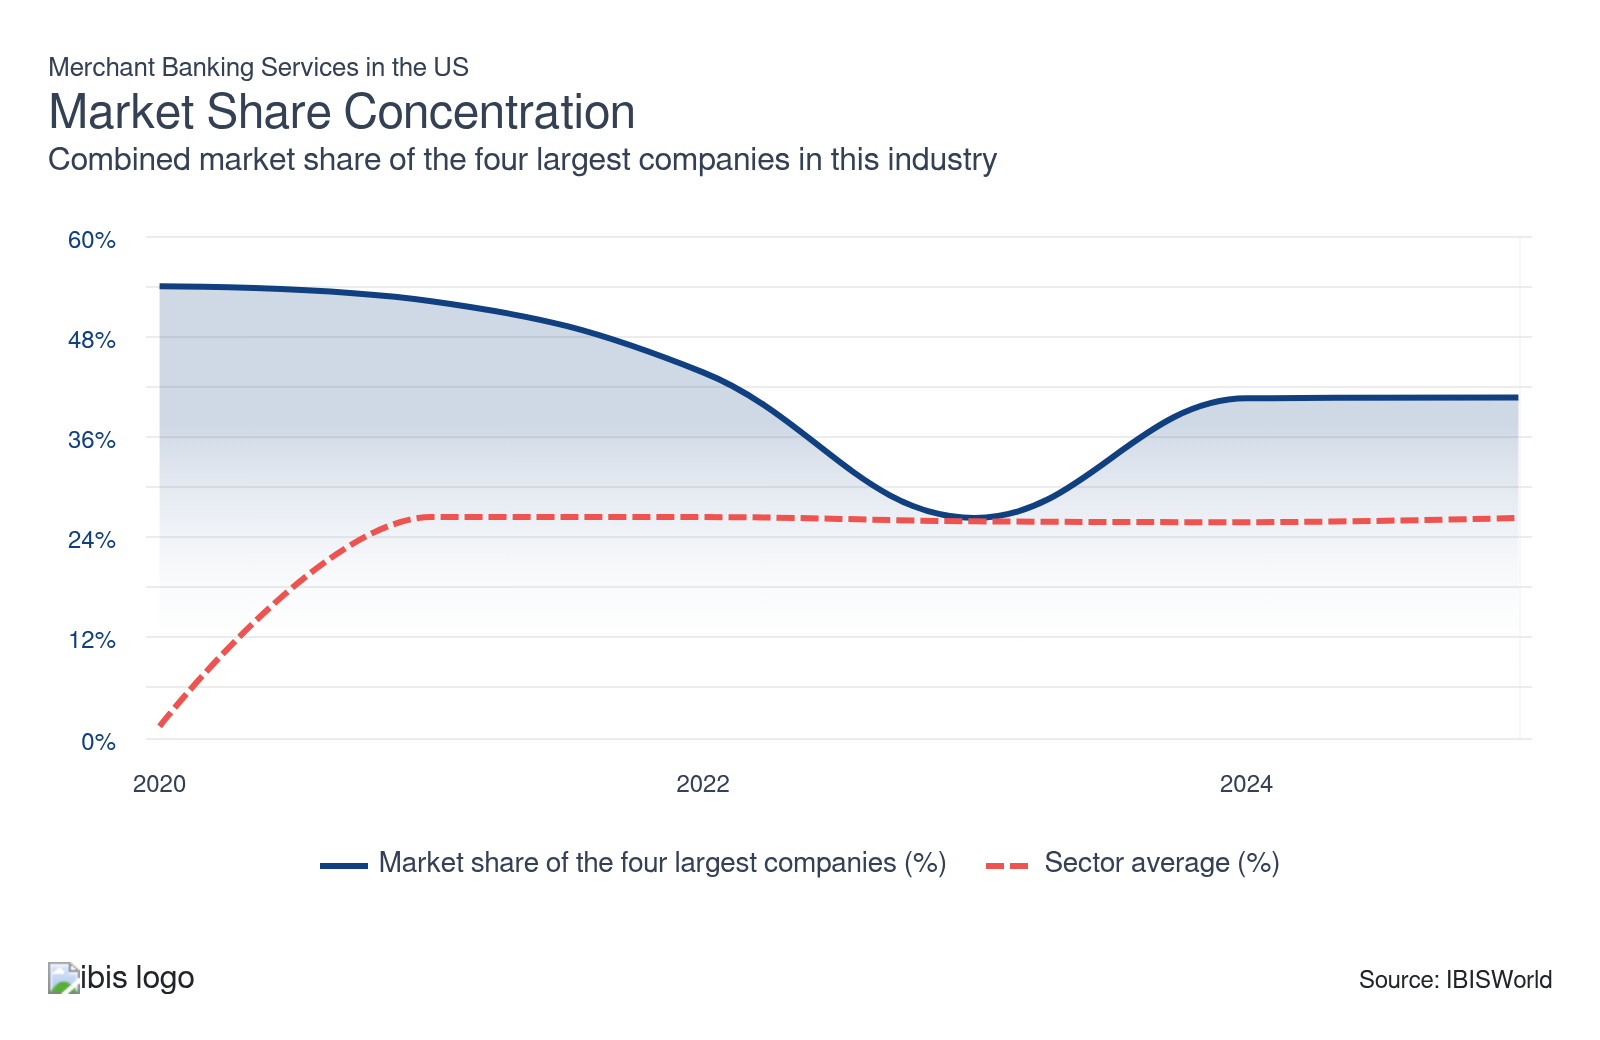 Merchant Banking Services in the US
Market Share Concentration
Combined market share of the four largest companies in this industry
60%
48%
36%
24%
12%
0%
2020 2022 2024
Market share of the four largest companies (%) Sector average (%)
ibis logo
Source: IBISWorld